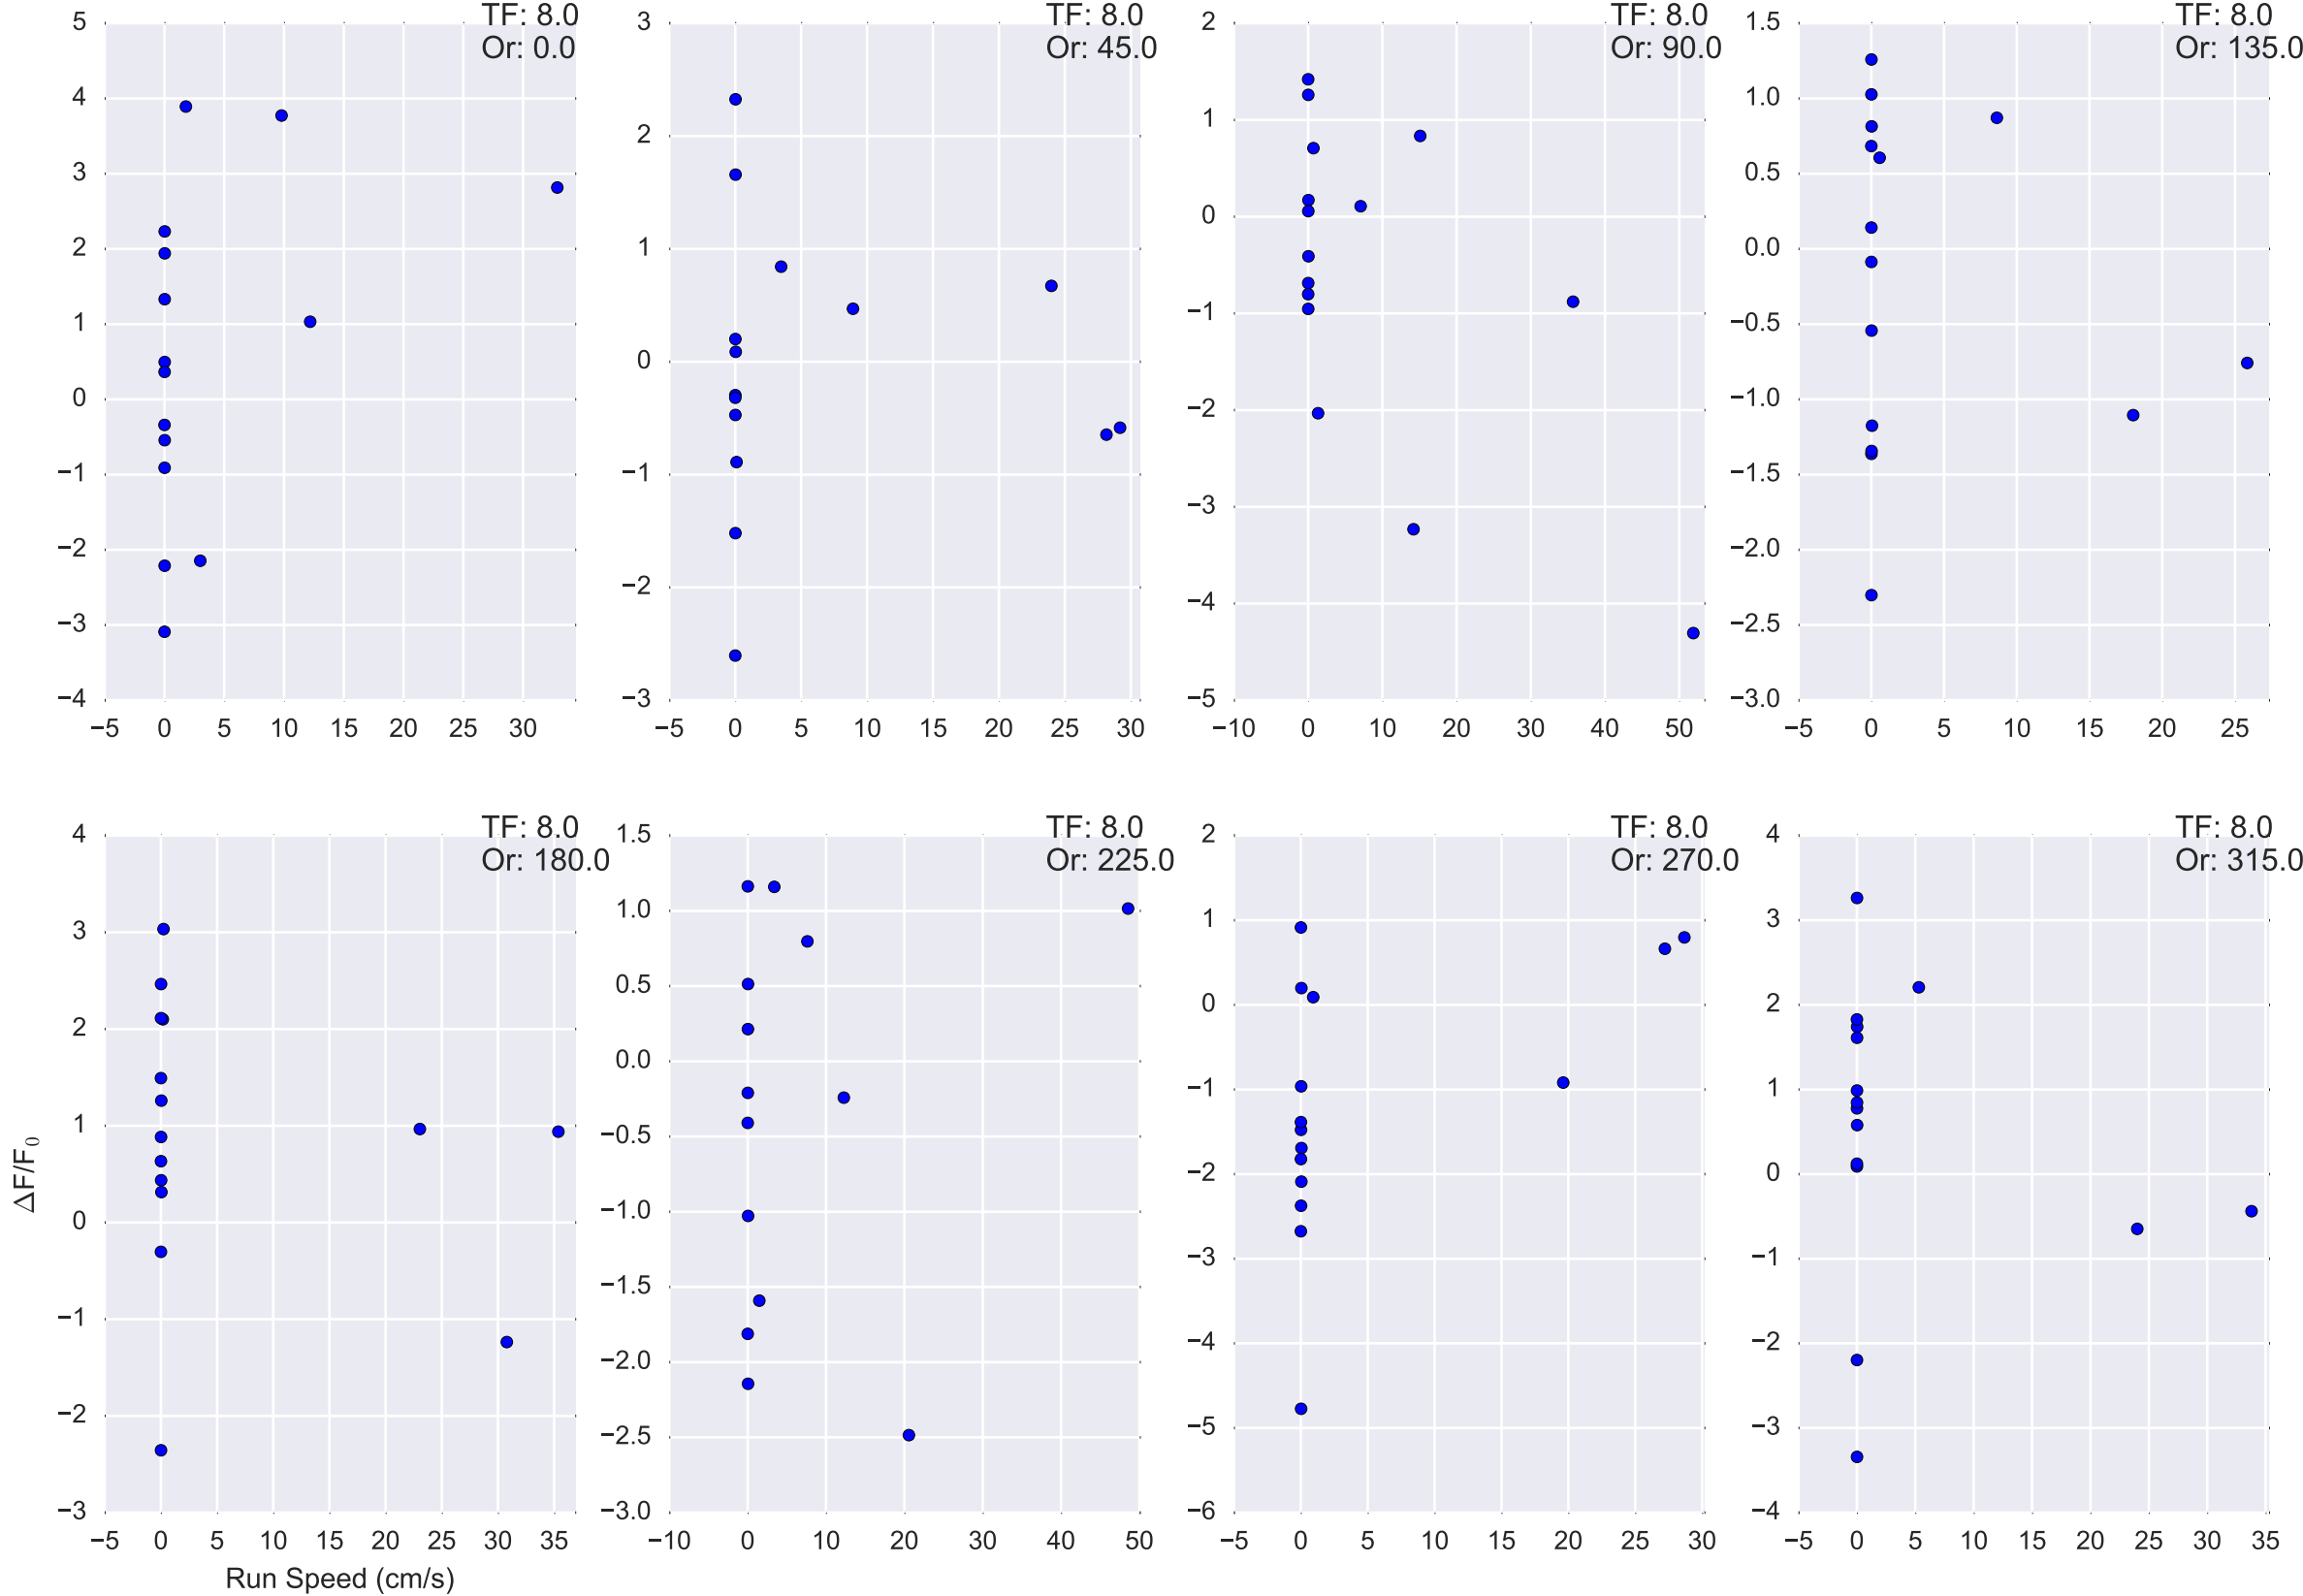 TF: 8.0
Or: 0.0
5
4
3
2
1
0
−1
−2
−3
−4
−5 0 5 10 15 20 25 30
TF: 8.0
Or: 45.0
3
2
1
0
−1
−2
−3
−5 0 5 10 15 20 25 30
TF: 8.0
Or: 90.0
2
1
0
−1
−2
−3
−4
−5
−10 0 10 20 30 40 50
TF: 8.0
Or: 135.0
1.5
1.0
0.5
0.0
−0.5
−1.0
−1.5
−2.0
−2.5
−3.0
−5 0 5 10 15 20 25
TF: 8.0
Or: 180.0
4
3
2
1
0
−1
−2
−3
ΔF/F0
−5 0 5 10 15 20 25 30 35
Run Speed (cm/s)
TF: 8.0
Or: 225.0
1.5
1.0
0.5
0.0
−0.5
−1.0
−1.5
−2.0
−2.5
−3.0
−10 0 10 20 30 40 50
TF: 8.0
Or: 270.0
2
1
0
−1
−2
−3
−4
−5
−6
−5 0 5 10 15 20 25 30
TF: 8.0
Or: 315.0
4
3
2
1
0
−1
−2
−3
−4
−5 0 5 10 15 20 25 30 35